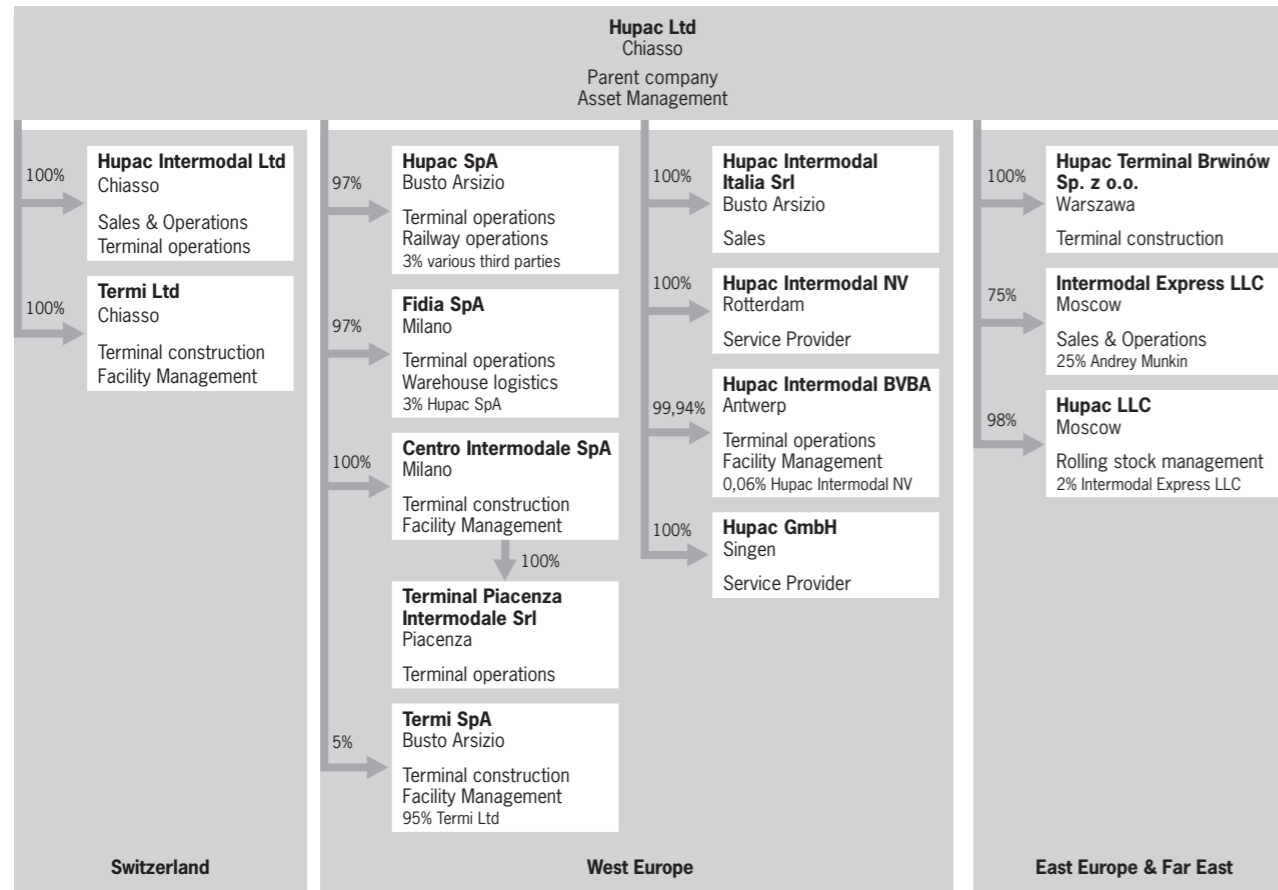 Hupac Ltd
Chiasso
Parent company
Asset Management
100%
Hupac Intermodal Ltd
Chiasso
Sales & Operations
Terminal operations
100%
Termi Ltd
Chiasso
Terminal construction
Facility Management
Switzerland
97%
Hupac SpA
Busto Arsizio
Terminal operations
Railway operations
3% various third parties
97%
Fidia SpA
Milano
Terminal operations
Warehouse logistics
3% Hupac SpA
100%
Centro Intermodale SpA
Milano
Terminal construction
Facility Management
100%
Terminal Piacenza
Intermodale Srl
Piacenza
Terminal operations
5%
Termi SpA
Busto Arsizio
Terminal construction
Facility Management
95% Termi Ltd
100%
Hupac Intermodal
Italia Srl
Busto Arsizio
Sales
100%
Hupac Intermodal NV
Rotterdam
Service Provider
99,94%
Hupac Intermodal BVBA
Antwerp
Terminal operations
Facility Management
0,06% Hupac Intermodal NV
100%
Hupac GmbH
Singen
Service Provider
West Europe
100%
Hupac Terminal Brwinów
Sp. z o.o.
Warszawa
Terminal construction
75%
Intermodal Express LLC
Moscow
Sales & Operations
25% Andrey Munkin
98%
Hupac LLC
Moscow
Rolling stock management
2% Intermodal Express LLC
East Europe & Far East